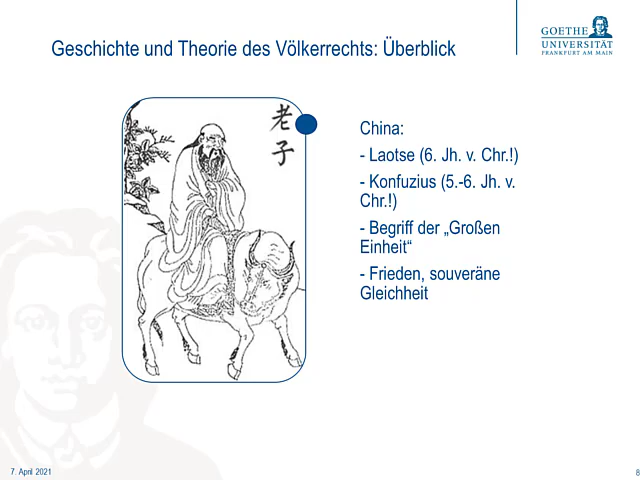 Geschichte und Theorie des Völkerrechts: Überblick
GOETHE
UNIVERSITÄT
FRANKFURT AM MAIN
老
子
China:
- Laotse (6. Jh. v. Chr.!)
- Konfuzius (5.-6. Jh. v.
Chr.!)
- Begriff der „Großen
Einheit“
- Frieden, souveräne
Gleichheit
7. April 2021
8